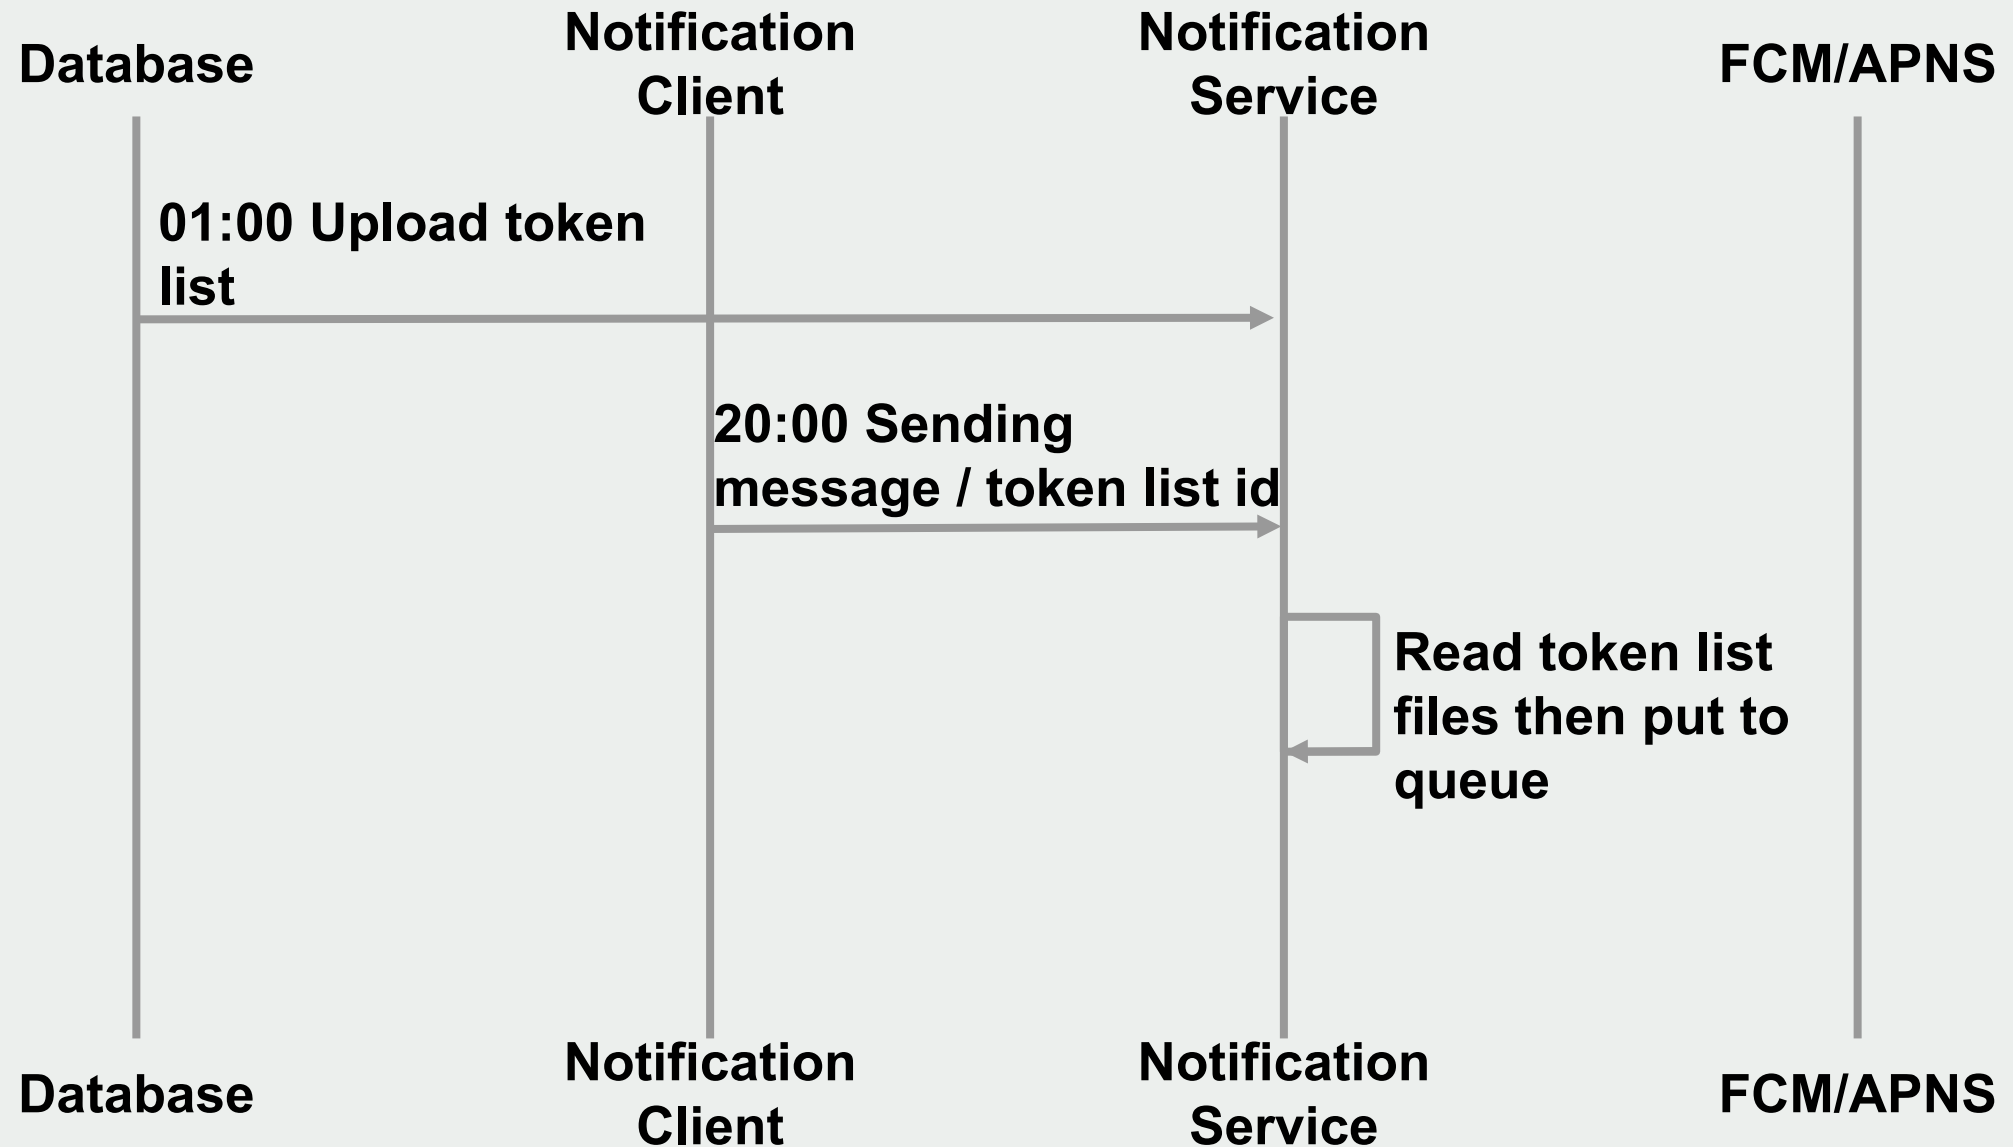 Database
Notification
Client
Notification
Service
FCM/APNS
01:00 Upload token
list
20:00 Sending
message / token list id
Read token list
files then put to
queue
Database
Notification
Client
Notification
Service
FCM/APNS